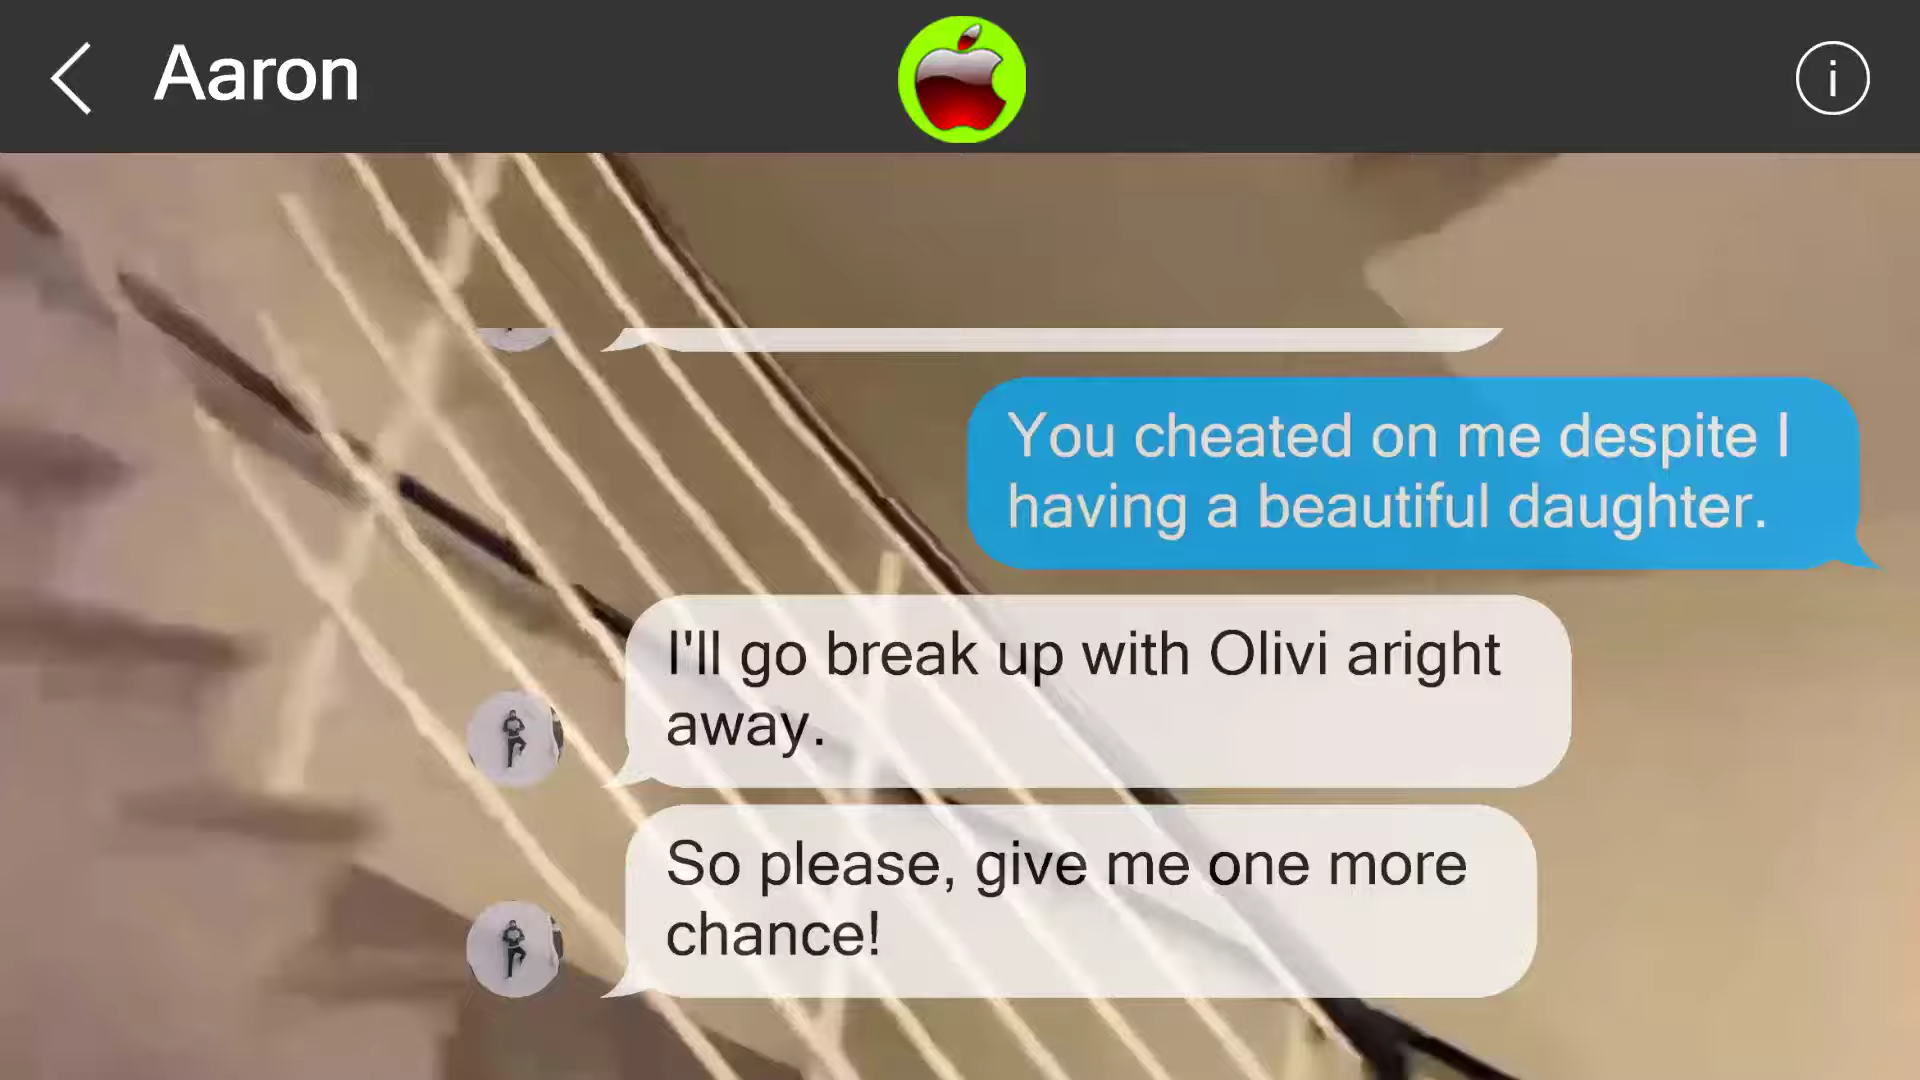 Aaron
i
You cheated on me despite I
having a beautiful daughter.
I'll go break up with Olivi aright
away.
So please, give me one more
chance!